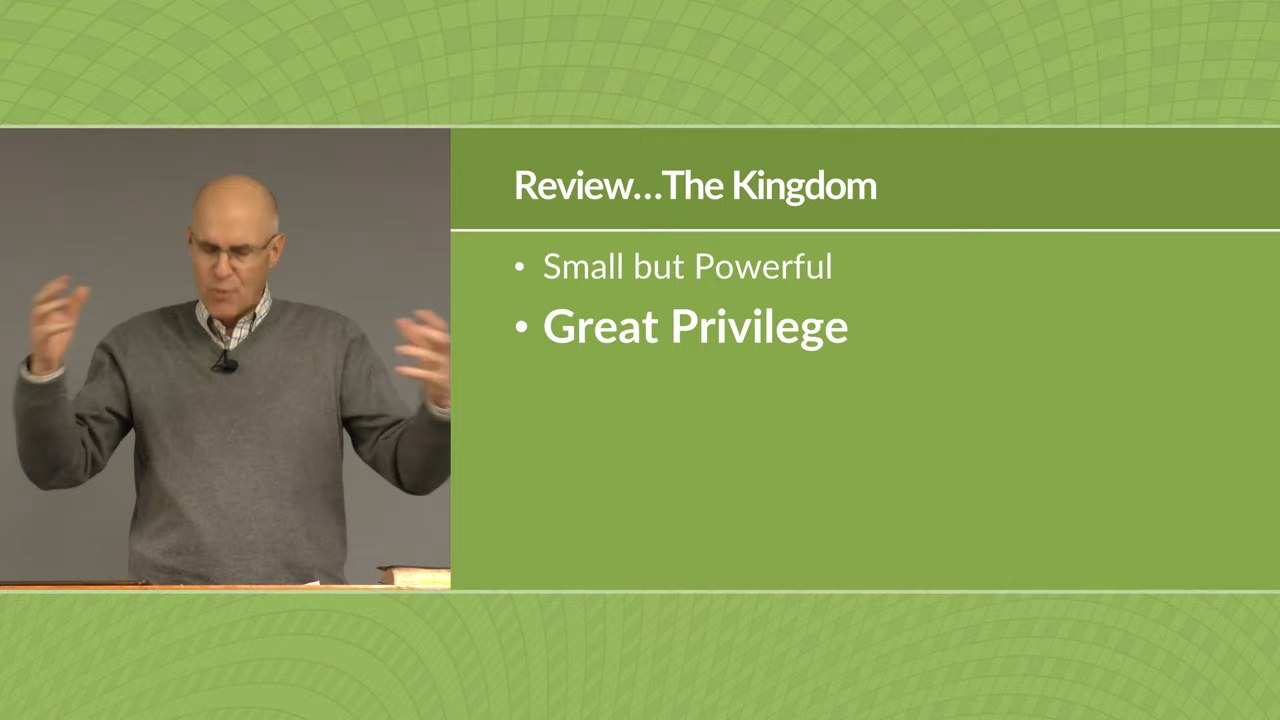 Review...The Kingdom
• Small but Powerful
• Great Privilege